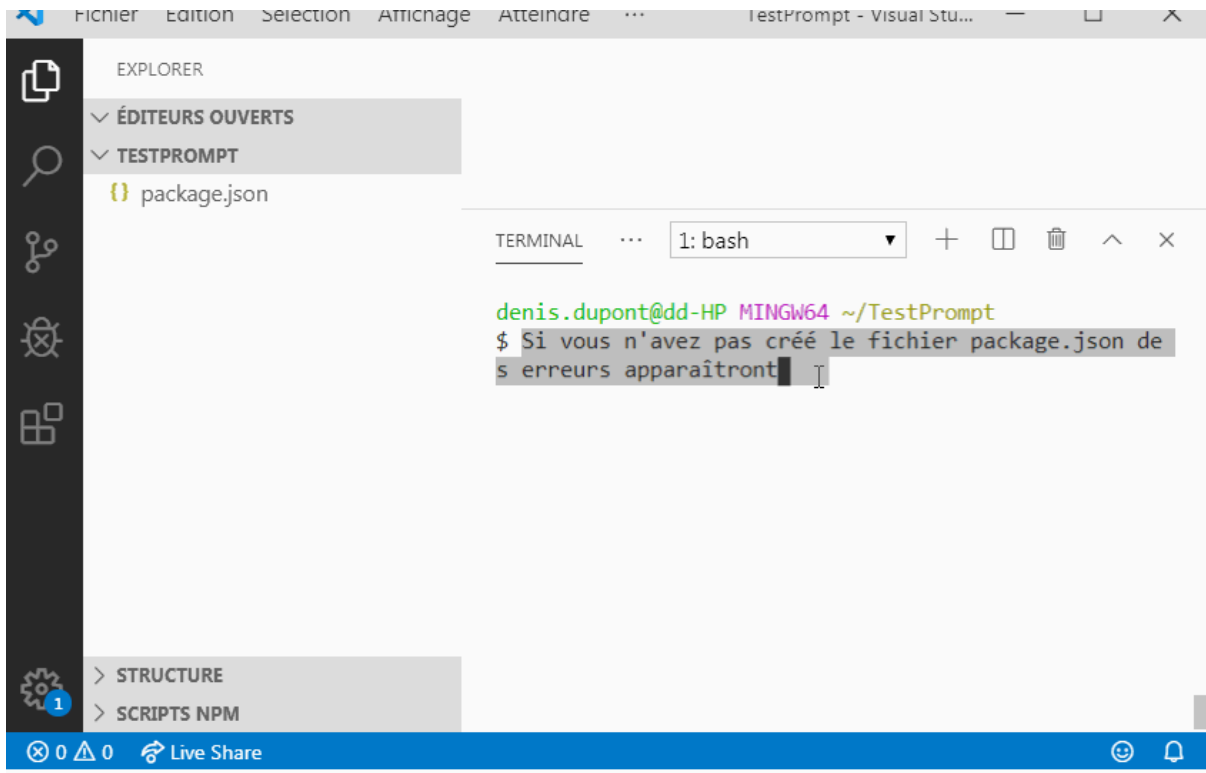 Fichier Edition Sélection Affichage Atteindre ... TestPrompt - Visual Stu...
EXPLORER
ÉDITEURS OUVERTS
TESTPROMPT
{} package.json
TERMINAL ... 1: bash
denis.dupont@dd-HP MINGW64 ~/TestPrompt
$ Si vous n'avez pas créé le fichier package.json de
s erreurs apparaîtront
STRUCTURE
1
SCRIPTS NPM
0 0 Live Share